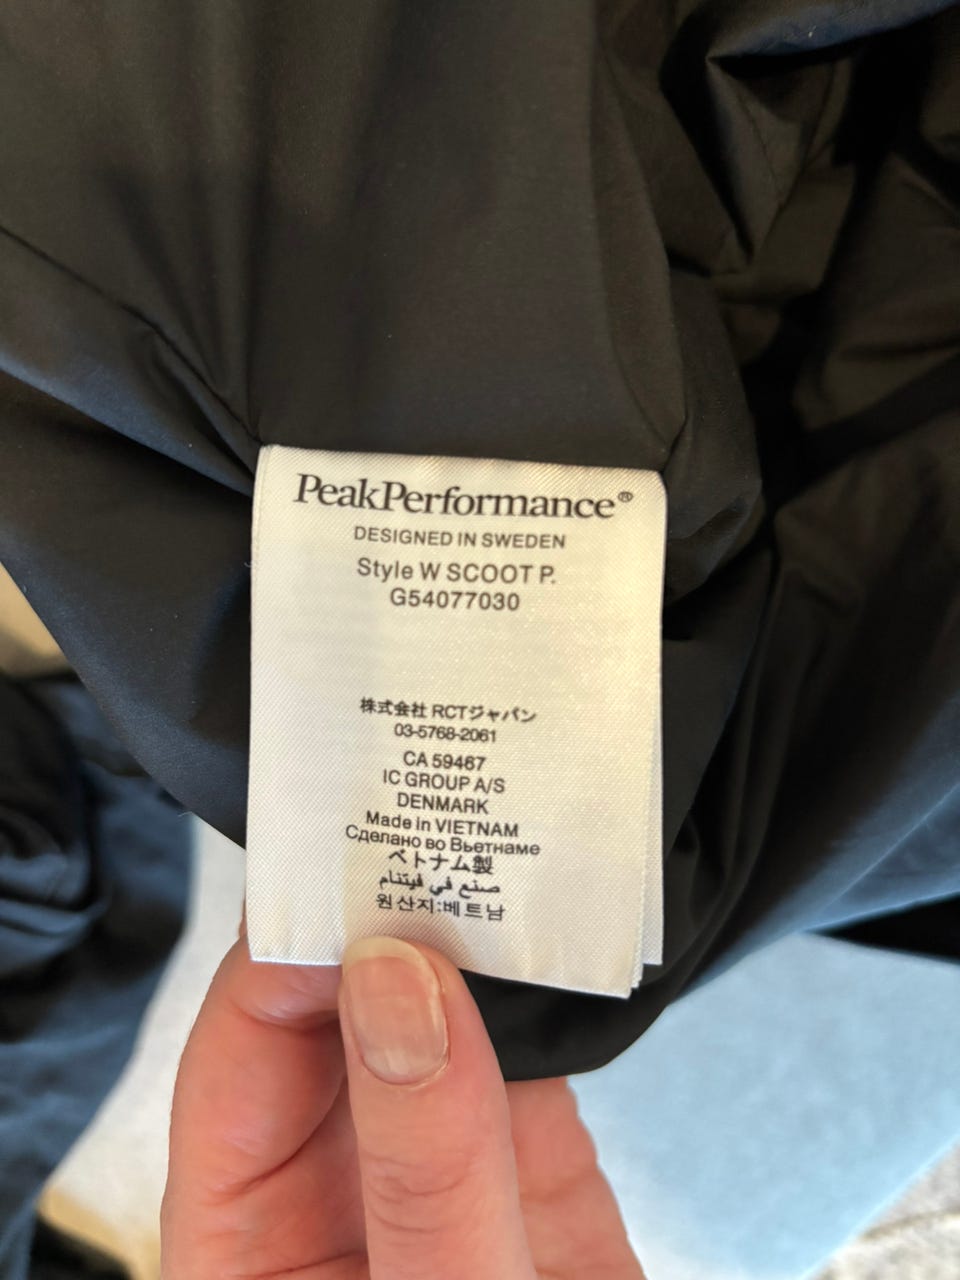 PeakPerformance®
DESIGNED IN SWEDEN
Style W SCOOT P.
G54077030
株式会社 RCTジャパン
03-5768-2061
CA 59467
IC GROUP A/S
DENMARK
Made in VIETNAM
Сделано во Вьетнаме
ベトナム製
صنع في فيتنام
원산지:베트남